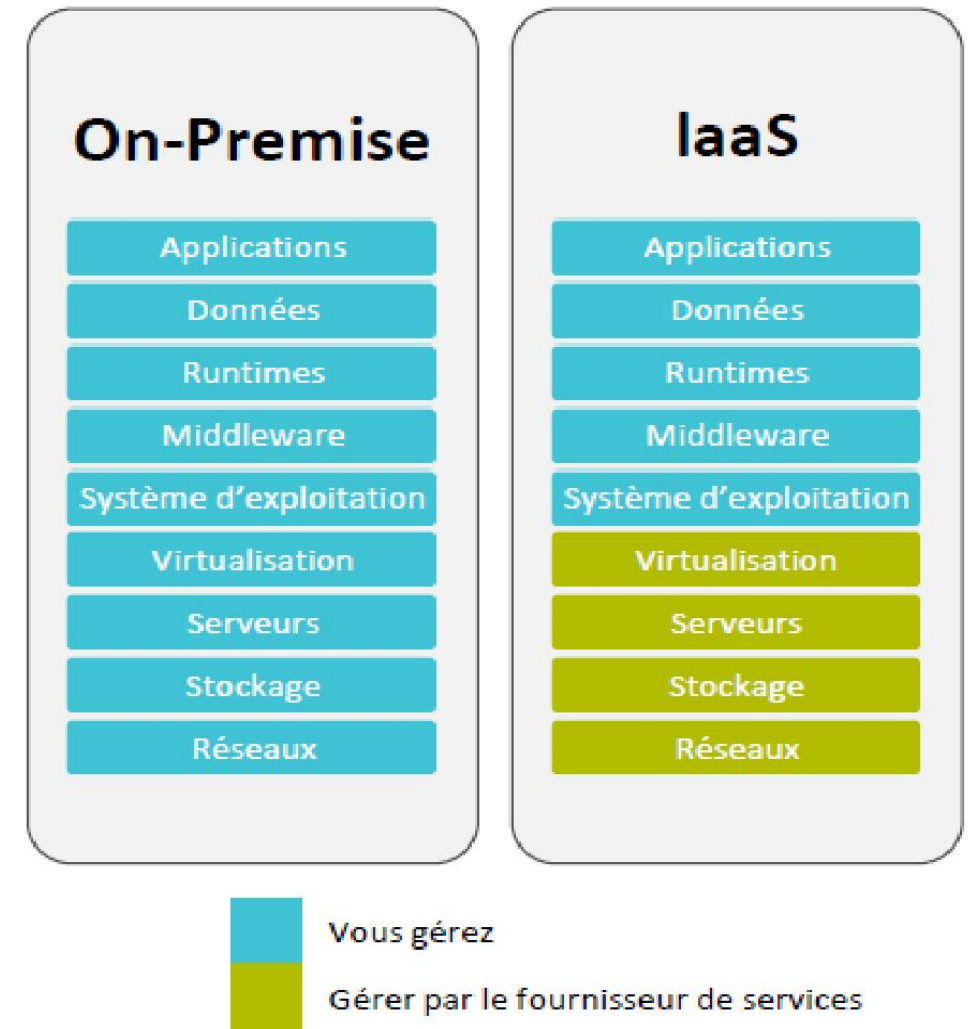 On-Premise
Applications
Données
Runtimes
Middleware
Système d'exploitation
Virtualisation
Serveurs
Stockage
Réseaux
IaaS
Applications
Données
Runtimes
Middleware
Système d'exploitation
Virtualisation
Serveurs
Stockage
Réseaux
Vous gérez
Gérer par le fournisseur de services